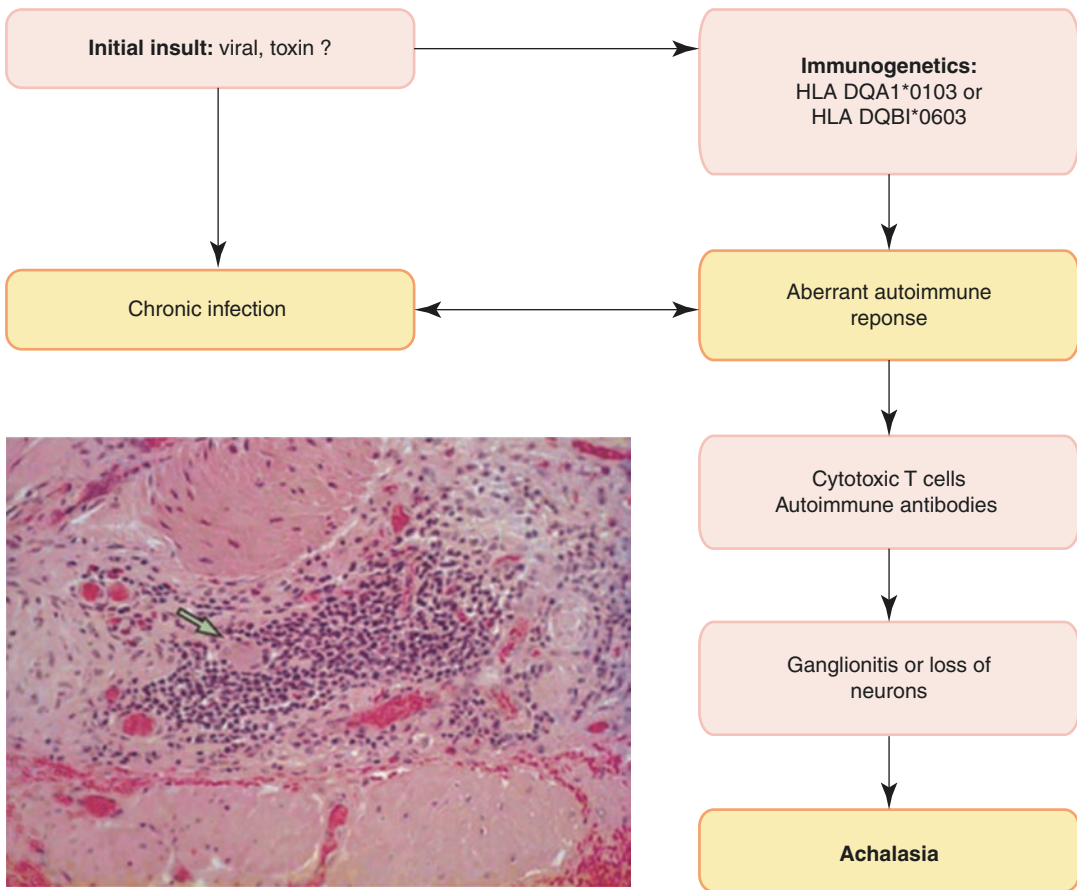 Initial insult: viral, toxin ?
Immunogenetics:
HLA DQA1*0103 or
HLA DQBI*0603
Chronic infection
Aberrant autoimmune
reponse
Cytotoxic T cells
Autoimmune antibodies
Ganglionitis or loss of
neurons
Achalasia